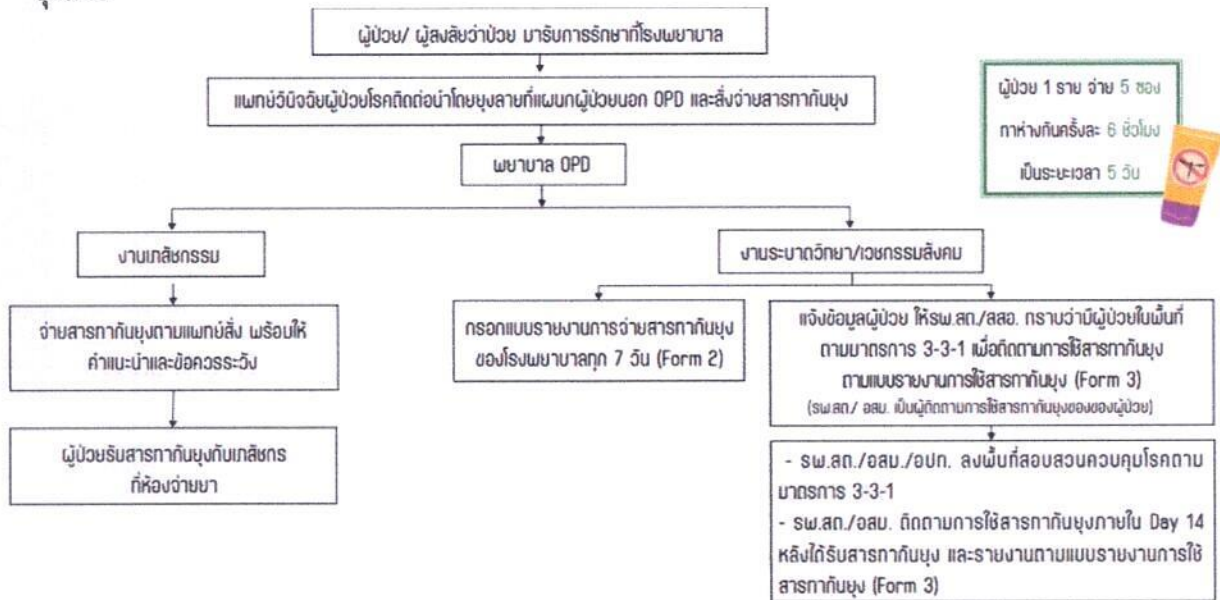 ผู้ป่วย/ ผู้สงสัยว่าป่วย มารับการรักษาที่โรงพยาบาล
แพทย์วินิจฉัยผู้ป่วยโรคติดต่อนำโดยยุงลายที่แผนกผู้ป่วยนอก OPD และสั่งจ่ายสารทากันยุง
ผู้ป่วย 1 ราย จ่าย 5 ซอง
ทาห่างกันครั้งละ 6 ชั่วโมง
เป็นระยะเวลา 5 วัน
พยาบาล OPD
งานเภสัชกรรม
งานระบาดวิทยา/เวชกรรมสังคม
จ่ายสารทากันยุงตามแพทย์สั่ง พร้อมให้
คำแนะนำและข้อควรระวัง
ผู้ป่วยรับสารทากันยุงกับเภสัชกร
ที่ห้องจ่ายยา
กรอกแบบรายงานการจ่ายสารทากันยุง
ของโรงพยาบาลทุก 7 วัน (Form 2)
แจ้งข้อมูลผู้ป่วย ให้รพ.สต./สสอ. ทราบว่ามีผู้ป่วยในพื้นที่
ตามมาตรการ 3-3-1 เพื่อติดตามการใช้สารทากันยุง
ตามแบบรายงานการใช้สารทากันยุง (Form 3)
(รพ.สต./ อสม. เป็นผู้ติดตามการใช้สารทากันยุงของของผู้ป่วย)
- รพ.สต./อสม./อปท. ลงพื้นที่สอบสวนควบคุมโรคตาม
มาตรการ 3-3-1
- รพ.สต./อสม. ติดตามการใช้สารทากันยุงภายใน Day 14
หลังได้รับสารทากันยุง และรายงานตามแบบรายงานการใช้
สารทากันยุง (Form 3)